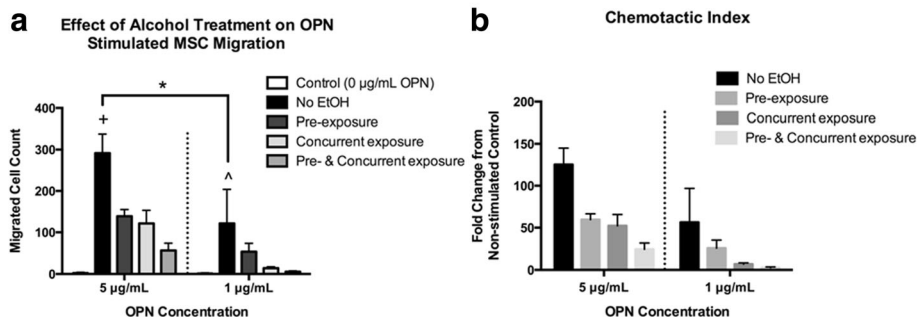 a
Effect of Alcohol Treatment on OPN
Stimulated MSC Migration
*
Control (0 µg/mL OPN)
No EtOH
Pre-exposure
Concurrent exposure
Pre- & Concurrent exposure
Migrated Cell Count
400
300
200
100
0
+
^
5 µg/mL
1 µg/mL
OPN Concentration
b
Chemotactic Index
No EtOH
Pre-exposure
Concurrent exposure
Pre- & Concurrent exposure
Fold Change from
Non-stimulated Control
200
150
100
50
0
5 µg/mL
1 µg/mL
OPN Concentration